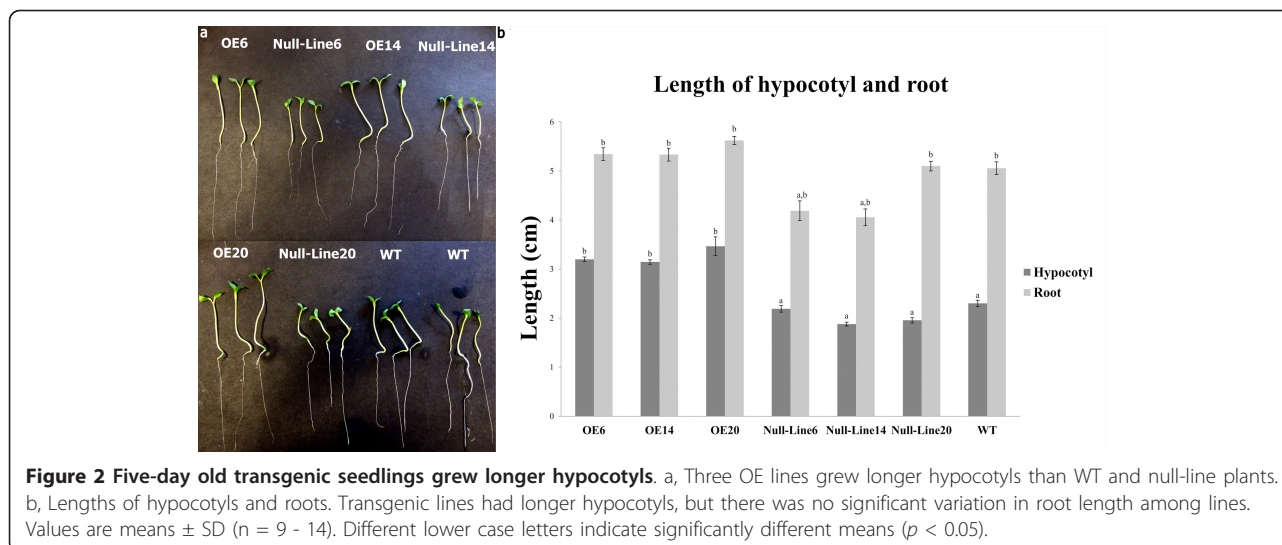 a
OE6 Null-Line6 OE14 Null-Line14
OE20 Null-Line20 WT WT
b
Length of hypocotyl and root
Length (cm)
6
5
4
3
2
1
0
b b b b b b a,b a a,b a b a b a
OE6 OE14 OE20 Null-Line6 Null-Line14 Null-Line20 WT
Hypocotyl
Root
Figure 2 Five-day old transgenic seedlings grew longer hypocotyls. a, Three OE lines grew longer hypocotyls than WT and null-line plants.
b, Lengths of hypocotyls and roots. Transgenic lines had longer hypocotyls, but there was no significant variation in root length among lines.
Values are means ± SD (n = 9 - 14). Different lower case letters indicate significantly different means (p < 0.05).